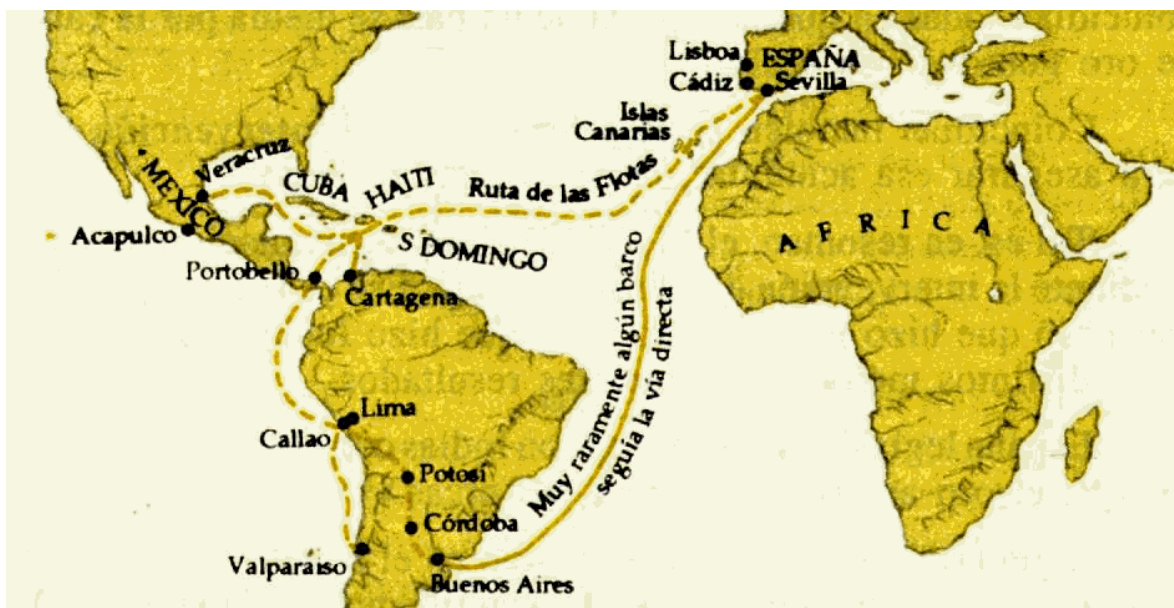 Lisboa
ESPAÑA
Cádiz
Sevilla
Islas
Canarias
Veracruz
MEXICO
CUBA
HAITI
Ruta de las Flotas
Acapulco
S DOMINGO
AFRICA
Portobello
Cartagena
Muy raramente algún barco
seguía la vía directa
Lima
Callao
Potosí
Córdoba
Valparaiso
Buenos Aires